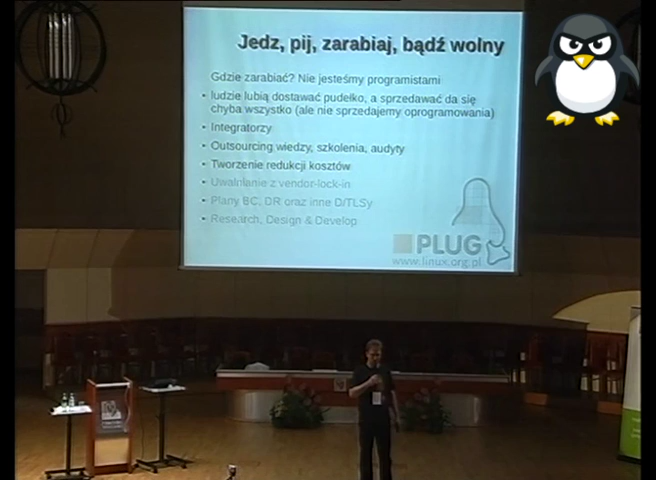 Jedz, pij, zarabiaj, bądź wolny
Gdzie zarabiać? Nie jesteśmy programistami
• ludzie lubią dostawać pudełko, a sprzedawać da się
chyba wszystko (ale nie sprzedajemy oprogramowania)
• Integratorzy
• Outsourcing wiedzy, szkolenia, audyty
• Tworzenie redukcji kosztów
• Uwalnianie z vendor-lock-in
• Plany BC, DR oraz inne D/TLSy
• Research, Design & Develop
PLUG
www.linux.org.pl